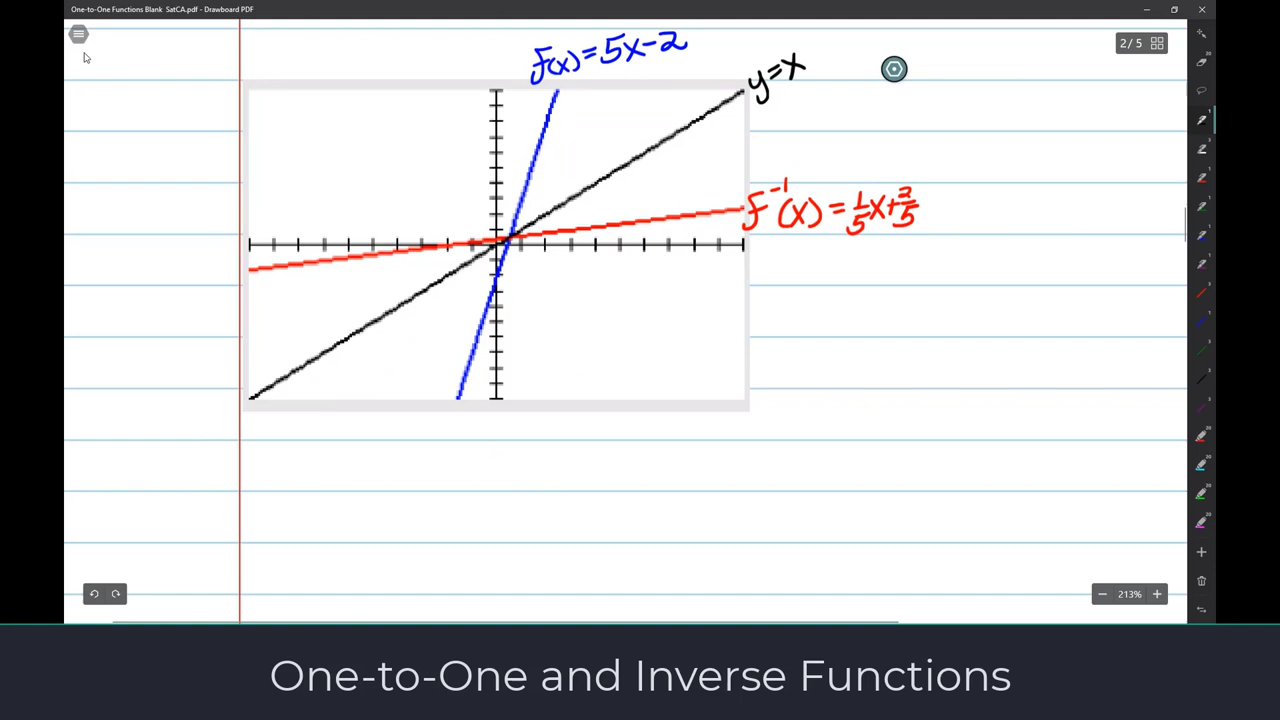 One-to-One Functions Blank SatCA.pdf - Drawboard PDF
2 / 5
f(x)=5x-2
y=x
f⁻¹(x)=1/5x+2/5
213%
One-to-One and Inverse Functions